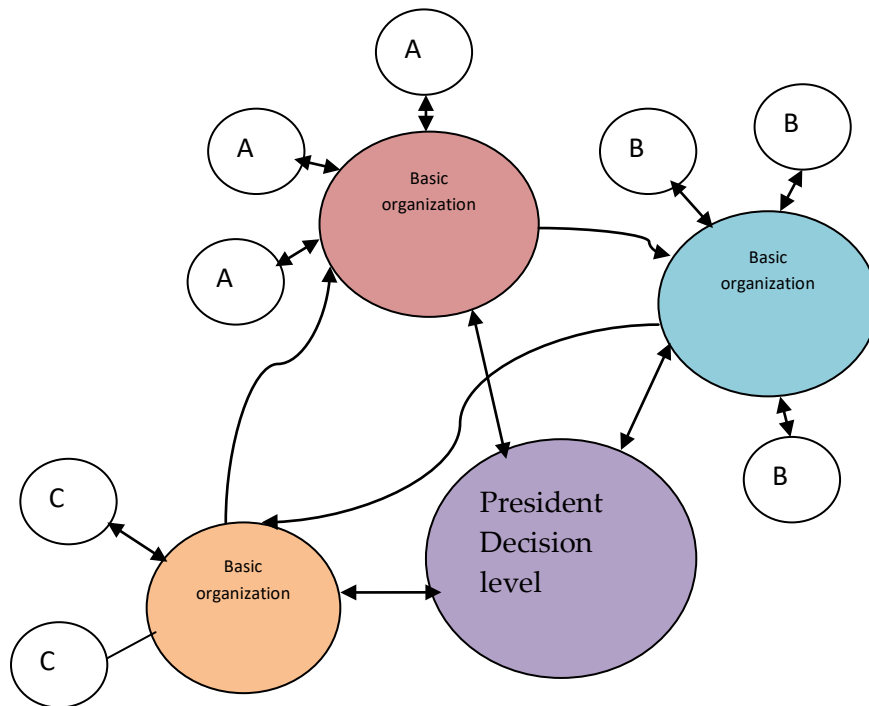 A
A
A
Basic
organization
B
B
Basic
organization
B
President
Decision
level
C
Basic
organization
C